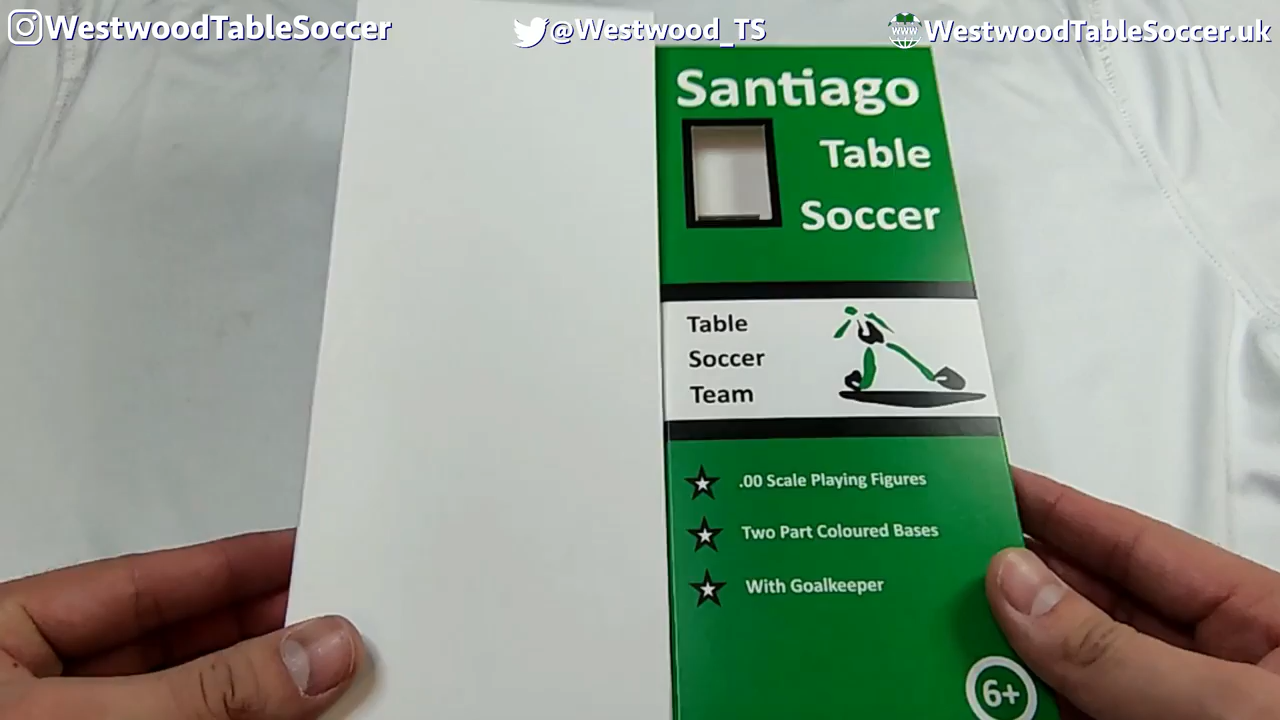 WestwoodTableSoccer
@Westwood_TS
www
WestwoodTableSoccer.uk
Santiago
Table
Soccer
Table
Soccer
Team
.00 Scale Playing Figures
Two Part Coloured Bases
With Goalkeeper
6+